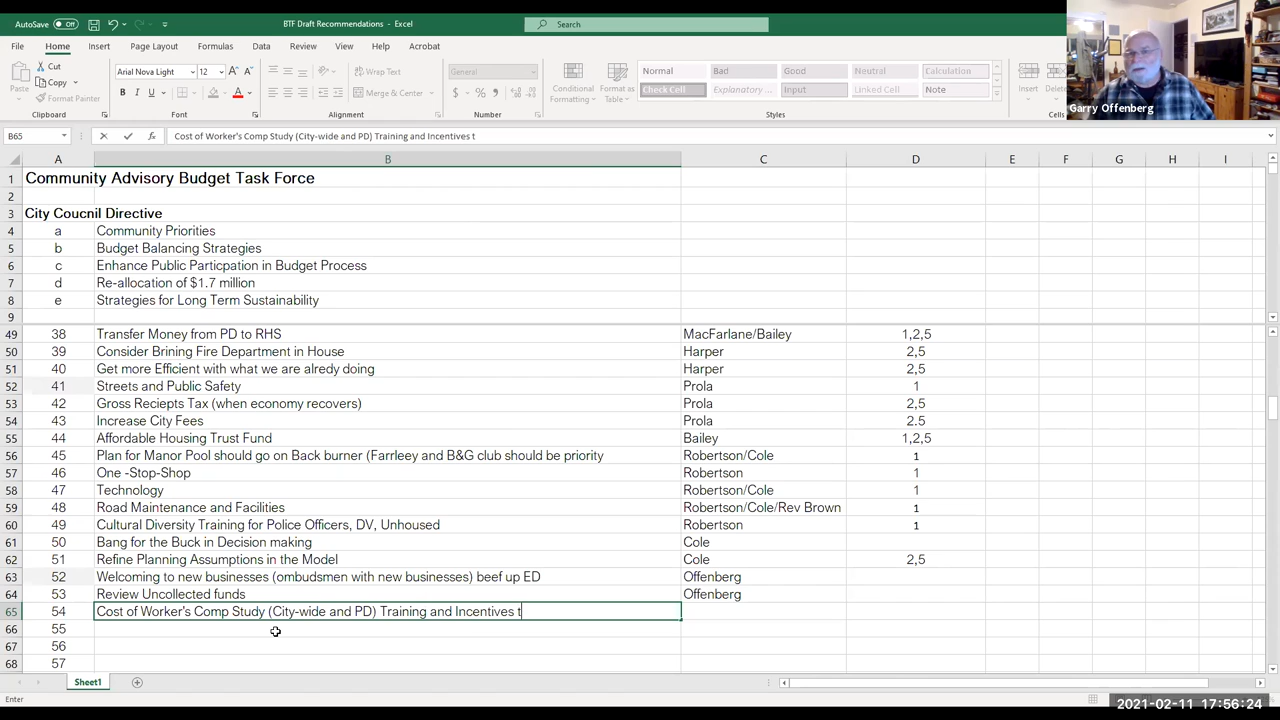 AutoSave Off BTF Draft Recommendations - Excel Search
File Home Insert Page Layout Formulas Data Review View Help Acrobat
Cut
Copy
Format Painter
Paste
Clipboard
Arial Nova Light 12
B I U
Font
Wrap Text
Merge & Center
Alignment
General
$ %
Number
Conditional Formatting
Format as Table
Normal Bad Good Neutral Calculation
Check Cell Explanatory ... Input Linked Cell Note
Styles
Insert Delete
Cells
Garry Offenberg
B65 fx Cost of Worker's Comp Study (City-wide and PD) Training and Incentives t
A B C D E F G H I
1 Community Advisory Budget Task Force
2
3 City Coucnil Directive
4 a Community Priorities
5 b Budget Balancing Strategies
6 c Enhance Public Particpation in Budget Process
7 d Re-allocation of $1.7 million
8 e Strategies for Long Term Sustainability
9
49 38 Transfer Money from PD to RHS MacFarlane/Bailey 1,2,5
50 39 Consider Brining Fire Department in House Harper 2,5
51 40 Get more Efficient with what we are alredy doing Harper 2,5
52 41 Streets and Public Safety Prola 1
53 42 Gross Reciepts Tax (when economy recovers) Prola 2,5
54 43 Increase City Fees Prola 2.5
55 44 Affordable Housing Trust Fund Bailey 1,2,5
56 45 Plan for Manor Pool should go on Back burner (Farrleey and B&G club should be priority Robertson/Cole 1
57 46 One -Stop-Shop Robertson 1
58 47 Technology Robertson/Cole 1
59 48 Road Maintenance and Facilities Robertson/Cole/Rev Brown 1
60 49 Cultural Diversity Training for Police Officers, DV, Unhoused Robertson 1
61 50 Bang for the Buck in Decision making Cole
62 51 Refine Planning Assumptions in the Model Cole 2,5
63 52 Welcoming to new businesses (ombudsmen with new businesses) beef up ED Offenberg
64 53 Review Uncollected funds Offenberg
65 54 Cost of Worker's Comp Study (City-wide and PD) Training and Incentives t
66 55
67 56
68 57
Sheet1
Enter
2021-02-11 17:56:24